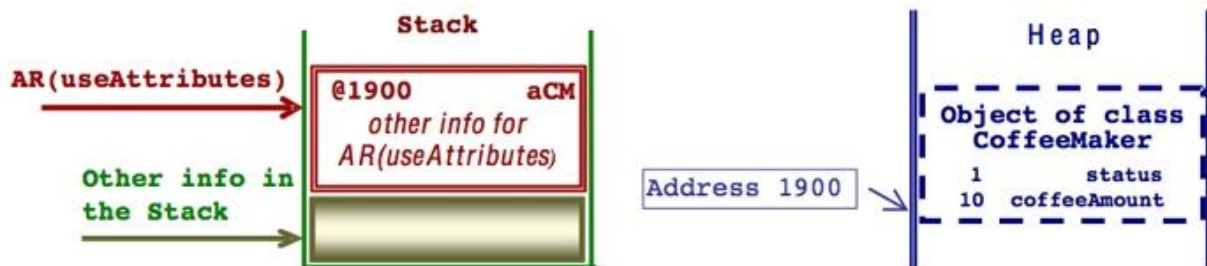 Stack
AR(useAttributes)
@1900 aCM
other info for
AR(useAttributes)
Other info in
the Stack
Heap
Object of class
CoffeeMaker
1 status
10 coffeeAmount
Address 1900